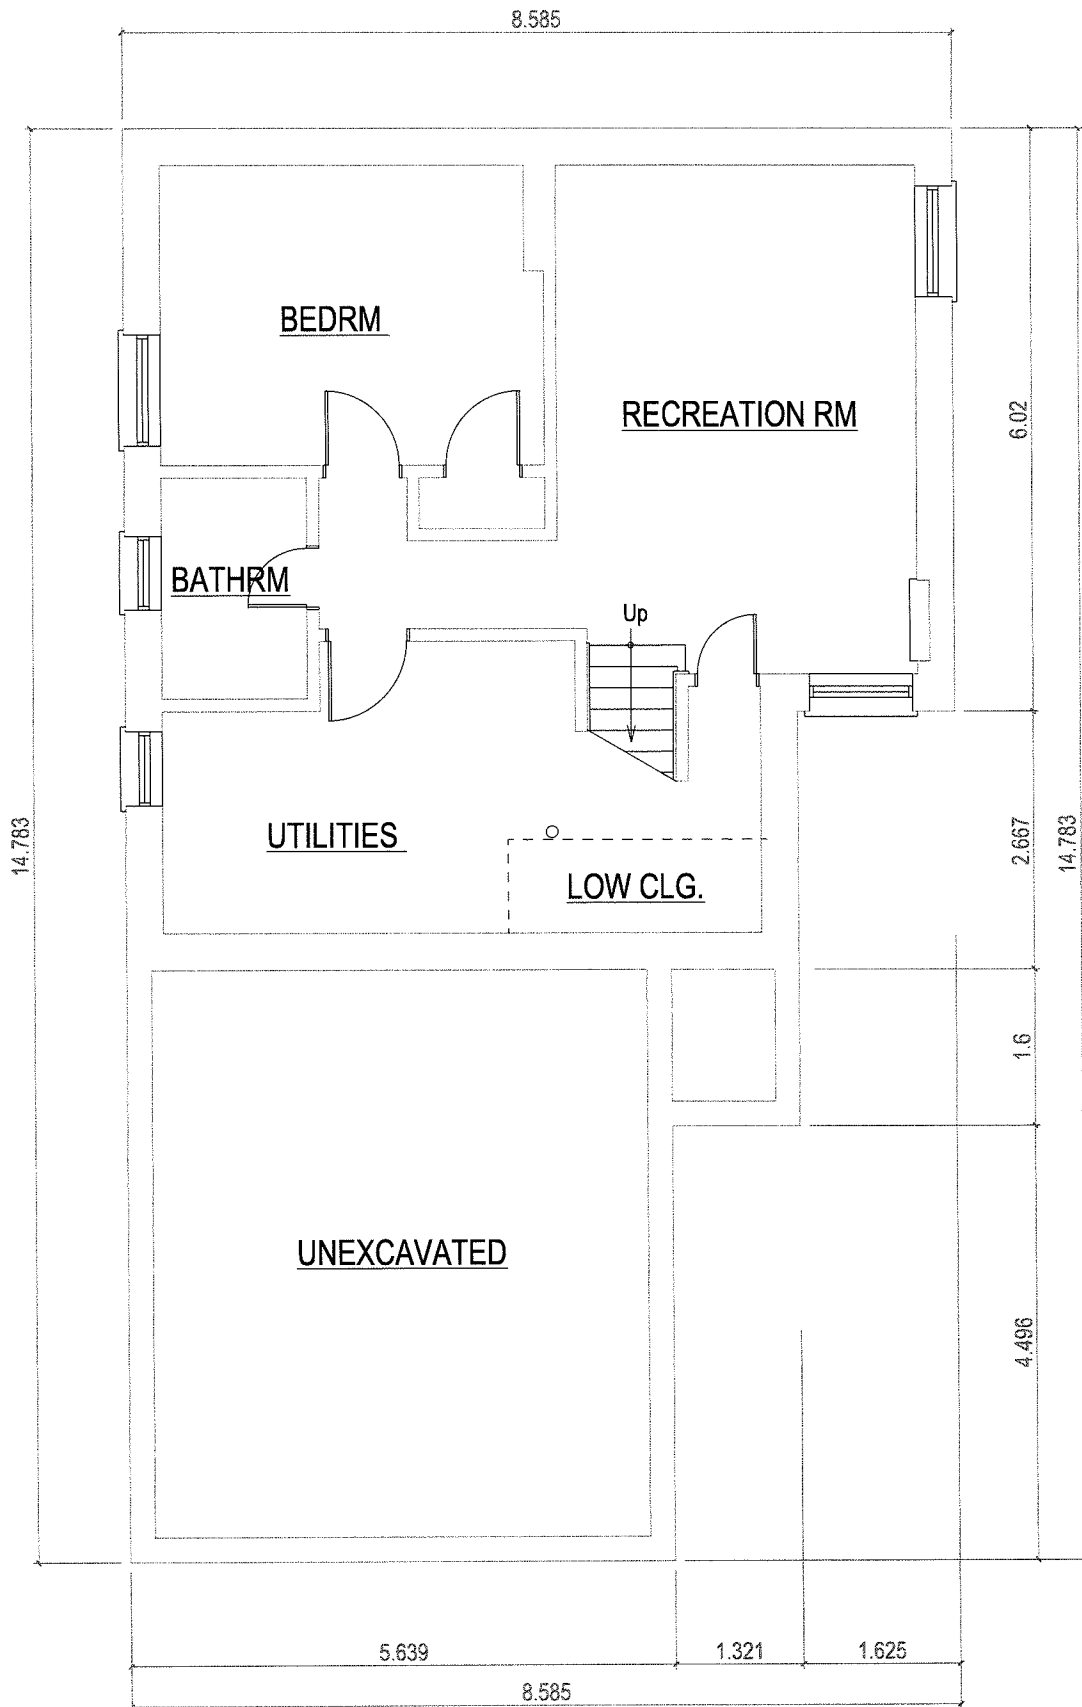 8.585
BEDRM
RECREATION RM
6.02
BATHRM
Up
14.783
UTILITIES
2.667
14.783
LOW CLG.
1.6
UNEXCAVATED
4.496
5.639
1.321
1.625
8.585